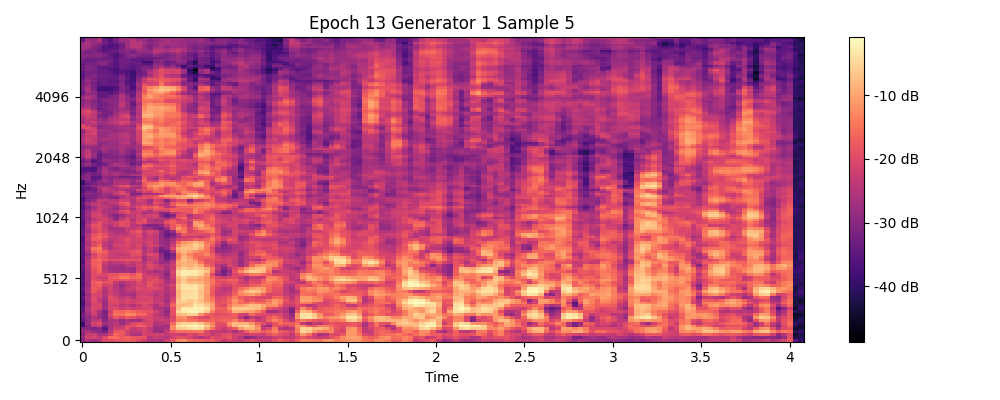 Epoch 13 Generator 1 Sample 5
Hz
4096
2048
1024
512
0
0 0.5 1 1.5 2 2.5 3 3.5 4
Time
-10 dB
-20 dB
-30 dB
-40 dB